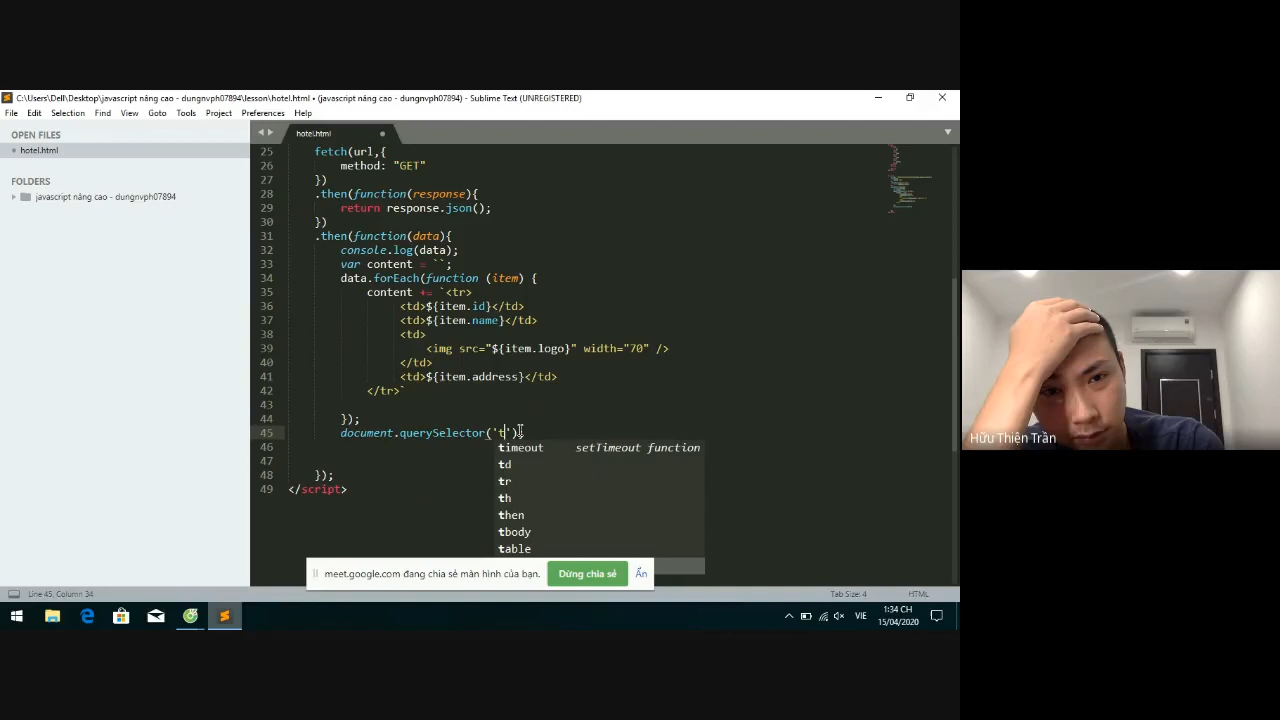 C:\Users\Dell\Desktop\javascript nâng cao - dungnvph07894\lesson\hotel.html • (javascript nâng cao - dungnvph07894) - Sublime Text (UNREGISTERED)
File Edit Selection Find View Goto Tools Project Preferences Help
OPEN FILES
hotel.html
FOLDERS
javascript nâng cao - dungnvph07894
hotel.html
25 fetch(url,{
26 method: "GET"
27 })
28 .then(function(response){
29 return response.json();
30 })
31 .then(function(data){
32 console.log(data);
33 var content = ``;
34 data.forEach(function (item) {
35 content += `<tr>
36 <td>${item.id}</td>
37 <td>${item.name}</td>
38 <td>
39 <img src="${item.logo}" width="70" />
40 </td>
41 <td>${item.address}</td>
42 </tr>`
43
44 });
45 document.querySelector('t');
46
47
48 });
49 </script>
timeout setTimeout function
td
tr
th
then
tbody
table
meet.google.com đang chia sẻ màn hình của bạn. Dừng chia sẻ Ẩn
Line 45, Column 34 Tab Size: 4 HTML
VIE
1:34 CH
15/04/2020
Hữu Thiện Trần